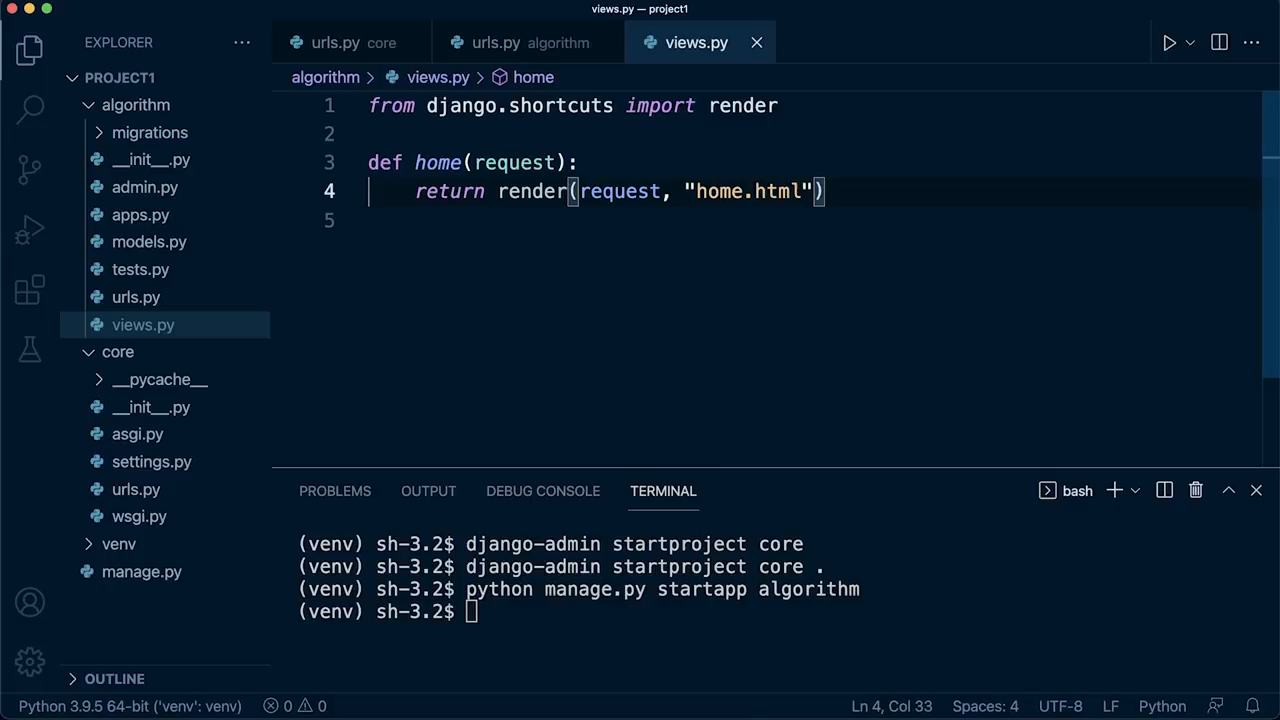 views.py — project1
EXPLORER
urls.py core
urls.py algorithm
views.py
PROJECT1
algorithm
migrations
__init__.py
admin.py
apps.py
models.py
tests.py
urls.py
views.py
core
__pycache__
__init__.py
asgi.py
settings.py
urls.py
wsgi.py
venv
manage.py
OUTLINE
algorithm > views.py > home
1 from django.shortcuts import render
2
3 def home(request):
4 return render(request, "home.html")
5
PROBLEMS OUTPUT DEBUG CONSOLE TERMINAL
bash
(venv) sh-3.2$ django-admin startproject core
(venv) sh-3.2$ django-admin startproject core .
(venv) sh-3.2$ python manage.py startapp algorithm
(venv) sh-3.2$
Python 3.9.5 64-bit ('venv': venv) 0 0 Ln 4, Col 33 Spaces: 4 UTF-8 LF Python